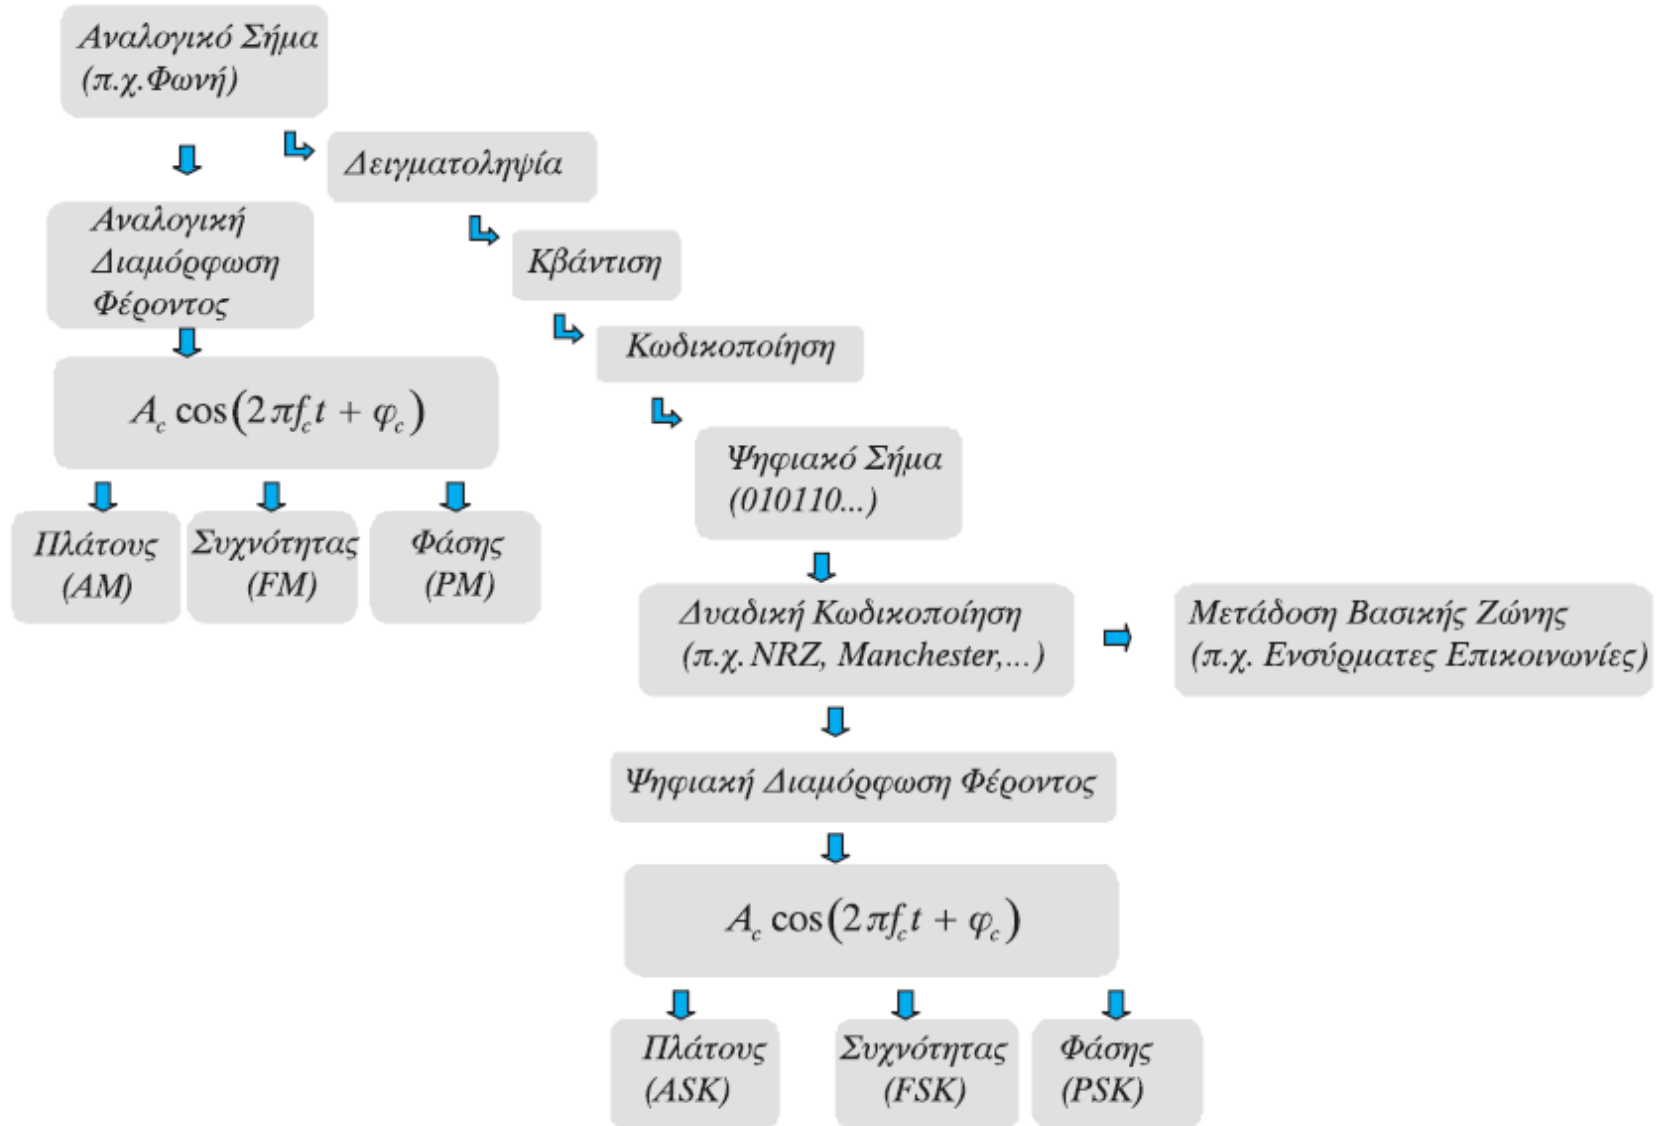 Αναλογικό Σήμα
(π.χ.Φωνή)
Δειγματοληψία
Αναλογική
Διαμόρφωση
Φέροντος
Κβάντιση
Κωδικοποίηση
A_c cos(2πf_c t + φ_c)
Ψηφιακό Σήμα
(010110...)
Πλάτους
(AM)
Συχνότητας
(FM)
Φάσης
(PM)
Δυαδική Κωδικοποίηση
(π.χ. NRZ, Manchester,...)
Μετάδοση Βασικής Ζώνης
(π.χ. Ενσύρματες Επικοινωνίες)
Ψηφιακή Διαμόρφωση Φέροντος
A_c cos(2πf_c t + φ_c)
Πλάτους
(ASK)
Συχνότητας
(FSK)
Φάσης
(PSK)